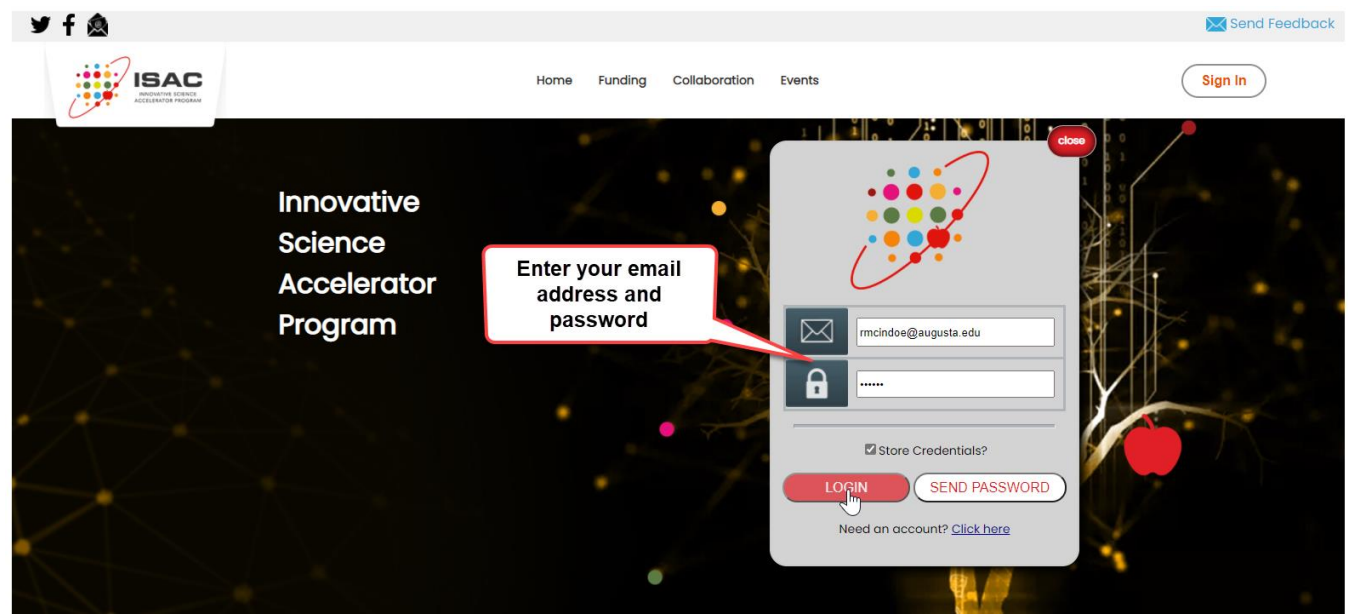 Send Feedback
ISAC
INNOVATIVE SCIENCE
ACCELERATOR PROGRAM
Home Funding Collaboration Events
Sign In
close
Innovative
Science
Accelerator
Program
Enter your email
address and
password
rmcindoe@augusta.edu
••••••
Store Credentials?
LOGIN SEND PASSWORD
Need an account? Click here